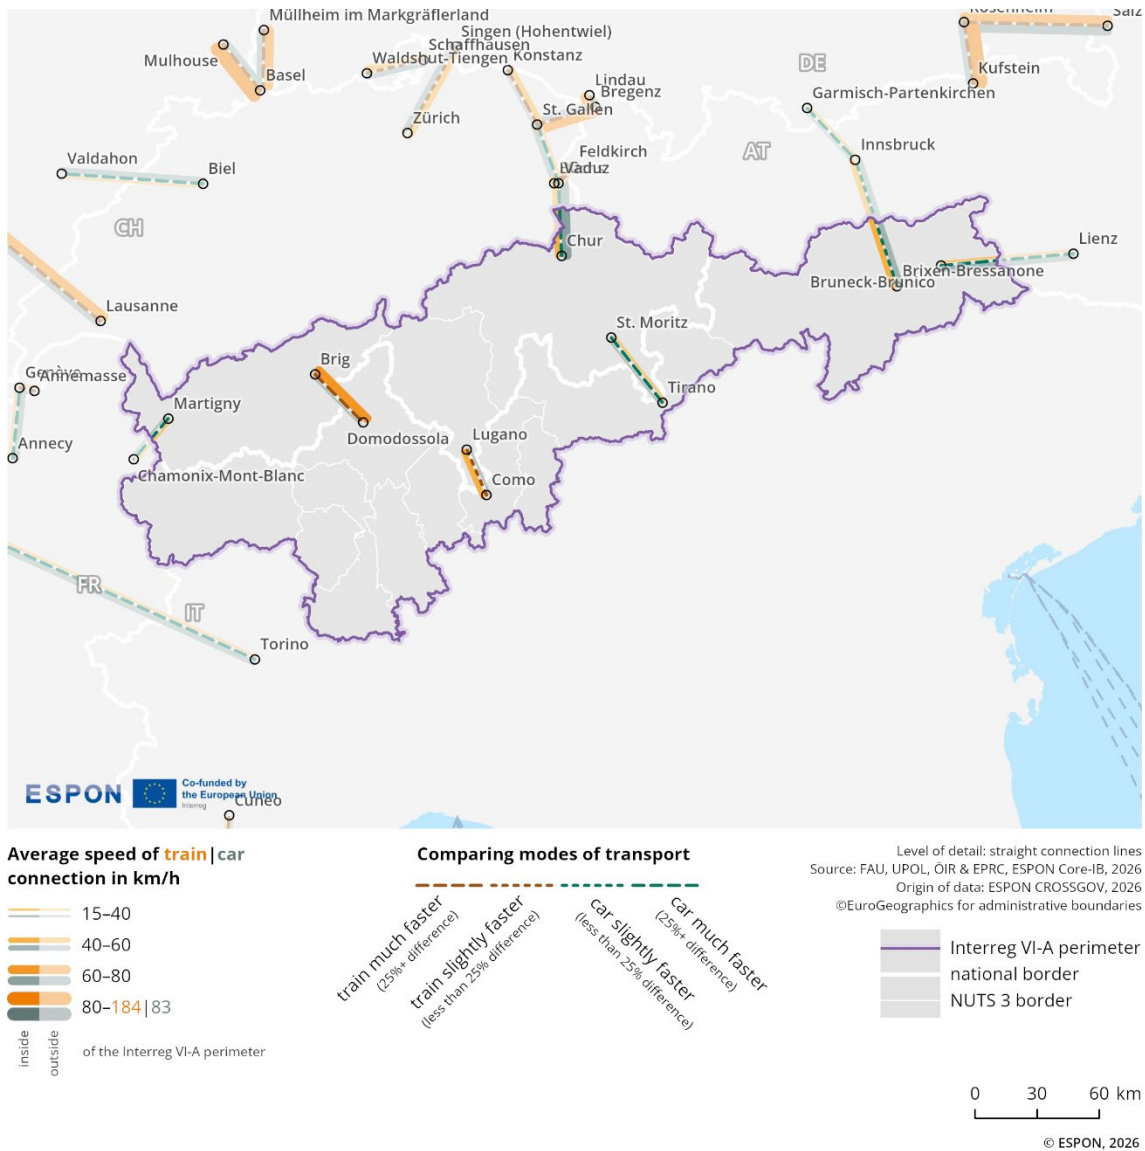 Müllheim im Markgräflerland
Rosenheim
Salz
Singen (Hohentwiel)
Schaffhausen
Mulhouse
Waldshut-Tiengen
Konstanz
Basel
Lindau
DE
Kufstein
Bregenz
Garmisch-Partenkirchen
Zürich
St. Gallen
Innsbruck
Valdahon
Biel
Feldkirch
AT
Vaduz
CH
Chur
Lienz
Brixen-Bressanone
Bruneck-Brunico
Lausanne
St. Moritz
Brig
Genève
Annemasse
Tirano
Martigny
Annecy
Domodossola
Lugano
Chamonix-Mont-Blanc
Como
FR
IT
Torino
ESPON
Co-funded by
the European Union
Interreg
Cuneo
Average speed of train|car
connection in km/h
15–40
40–60
60–80
80–184|83
inside
outside
of the Interreg VI-A perimeter
Comparing modes of transport
train much faster
(25%+ difference)
train slightly faster
(less than 25% difference)
car slightly faster
(less than 25% difference)
car much faster
(25%+ difference)
Level of detail: straight connection lines
Source: FAU, UPOL, ÖIR & EPRC, ESPON Core-IB, 2026
Origin of data: ESPON CROSSGOV, 2026
©EuroGeographics for administrative boundaries
Interreg VI-A perimeter
national border
NUTS 3 border
0 30 60 km
© ESPON, 2026